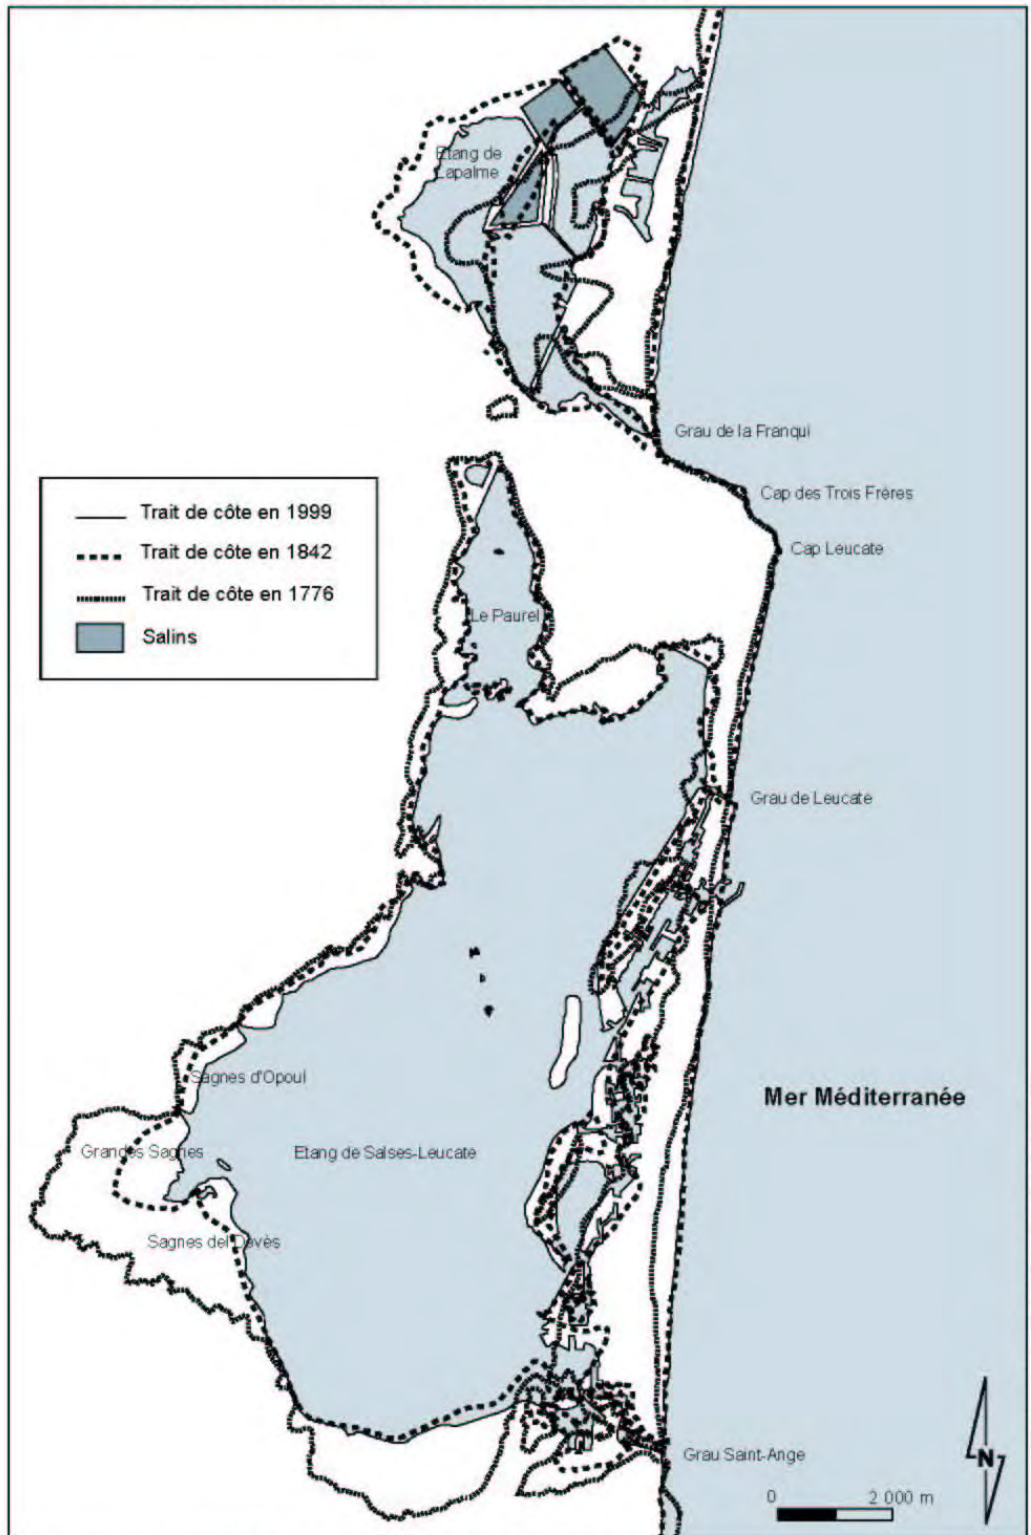 Etang de
Lapalme
Grau de la Franqui
Cap des Trois Frères
Cap Leucate
Trait de côte en 1999
Trait de côte en 1842
Trait de côte en 1776
Salins
Le Paurel
Grau de Leucate
Sagnes d'Opoul
Mer Méditerranée
Grandes Sagnes
Etang de Salses-Leucate
Sagnes del Devès
Grau Saint-Ange
N
0 2 000 m